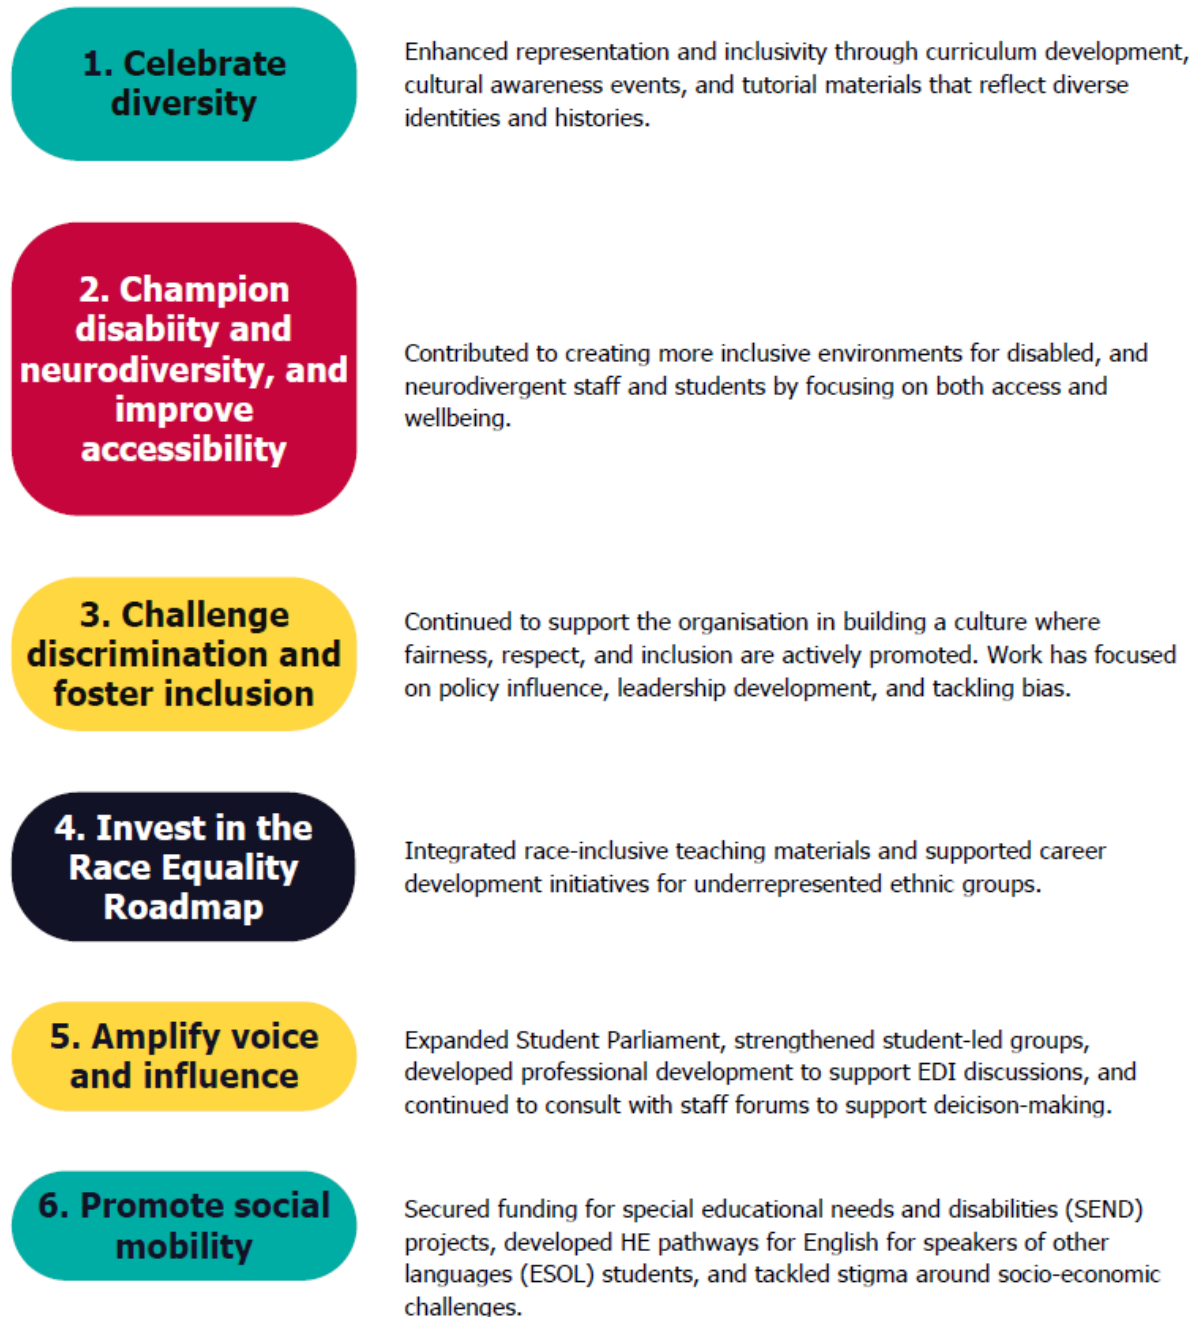 1. Celebrate
diversity
Enhanced representation and inclusivity through curriculum development,
cultural awareness events, and tutorial materials that reflect diverse
identities and histories.
2. Champion
disabiity and
neurodiversity, and
improve
accessibility
Contributed to creating more inclusive environments for disabled, and
neurodivergent staff and students by focusing on both access and
wellbeing.
3. Challenge
discrimination and
foster inclusion
Continued to support the organisation in building a culture where
fairness, respect, and inclusion are actively promoted. Work has focused
on policy influence, leadership development, and tackling bias.
4. Invest in the
Race Equality
Roadmap
Integrated race-inclusive teaching materials and supported career
development initiatives for underrepresented ethnic groups.
5. Amplify voice
and influence
Expanded Student Parliament, strengthened student-led groups,
developed professional development to support EDI discussions, and
continued to consult with staff forums to support deicison-making.
6. Promote social
mobility
Secured funding for special educational needs and disabilities (SEND)
projects, developed HE pathways for English for speakers of other
languages (ESOL) students, and tackled stigma around socio-economic
challenges.